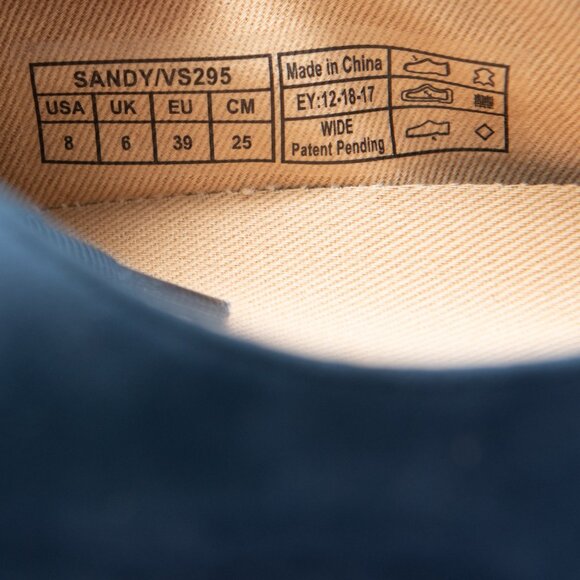 SANDY/VS295
USA UK EU CM
8 6 39 25
Made in China
EY:12-18-17
WIDE
Patent Pending